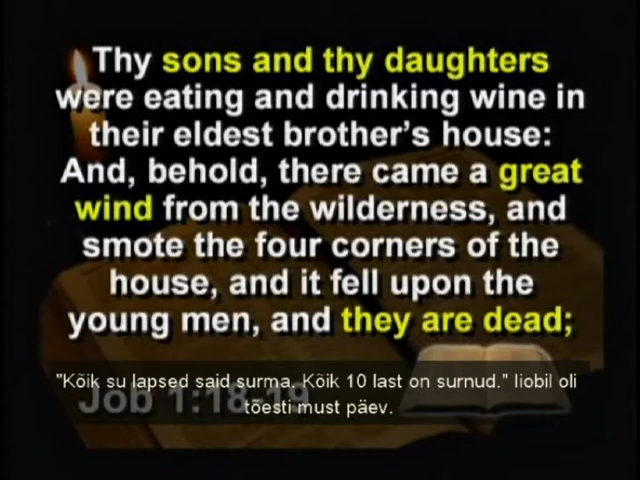 Thy sons and thy daughters
were eating and drinking wine in
their eldest brother's house:
And, behold, there came a great
wind from the wilderness, and
smote the four corners of the
house, and it fell upon the
young men, and they are dead;
"Kõik su lapsed said surma. Kõik 10 last on surnud." Iiobil oli
tõesti must päev.
Job 1:18-19